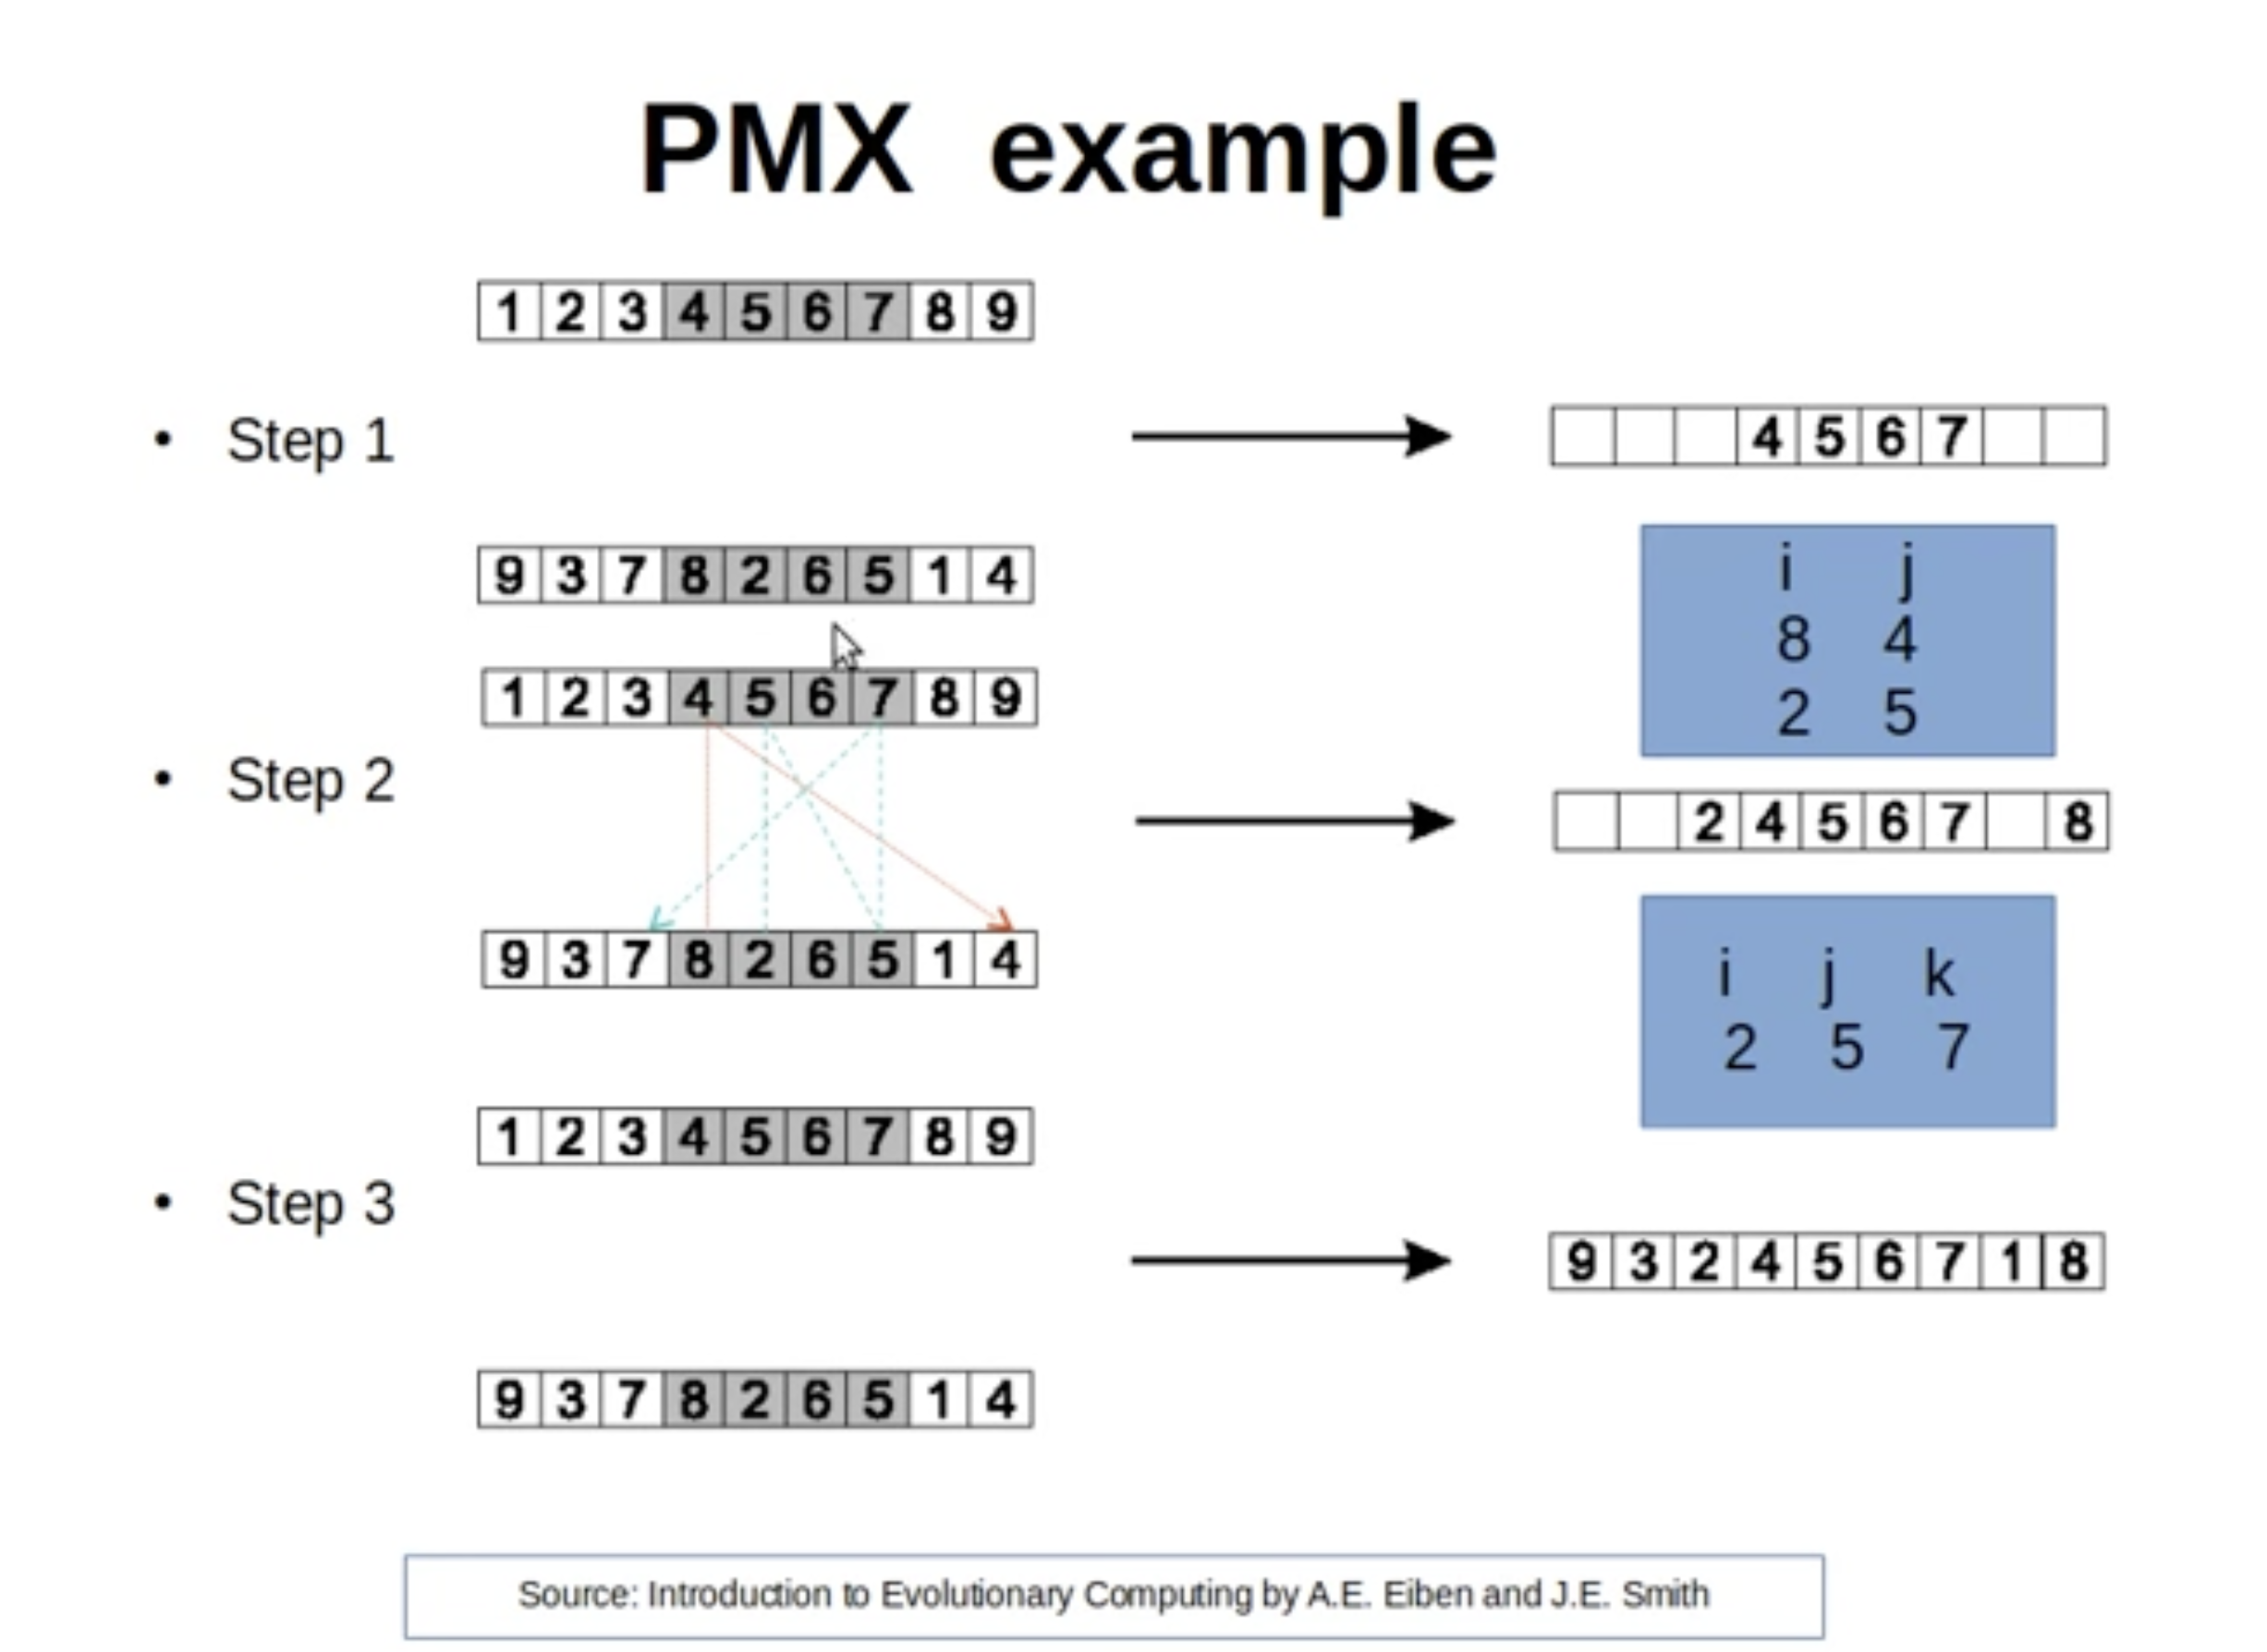 PMX example
1 2 3 4 5 6 7 8 9
• Step 1
4 5 6 7
9 3 7 8 2 6 5 1 4
i j
8 4
2 5
1 2 3 4 5 6 7 8 9
• Step 2
2 4 5 6 7 8
9 3 7 8 2 6 5 1 4
i j k
2 5 7
1 2 3 4 5 6 7 8 9
• Step 3
9 3 2 4 5 6 7 1 8
9 3 7 8 2 6 5 1 4
Source: Introduction to Evolutionary Computing by A.E. Eiben and J.E. Smith